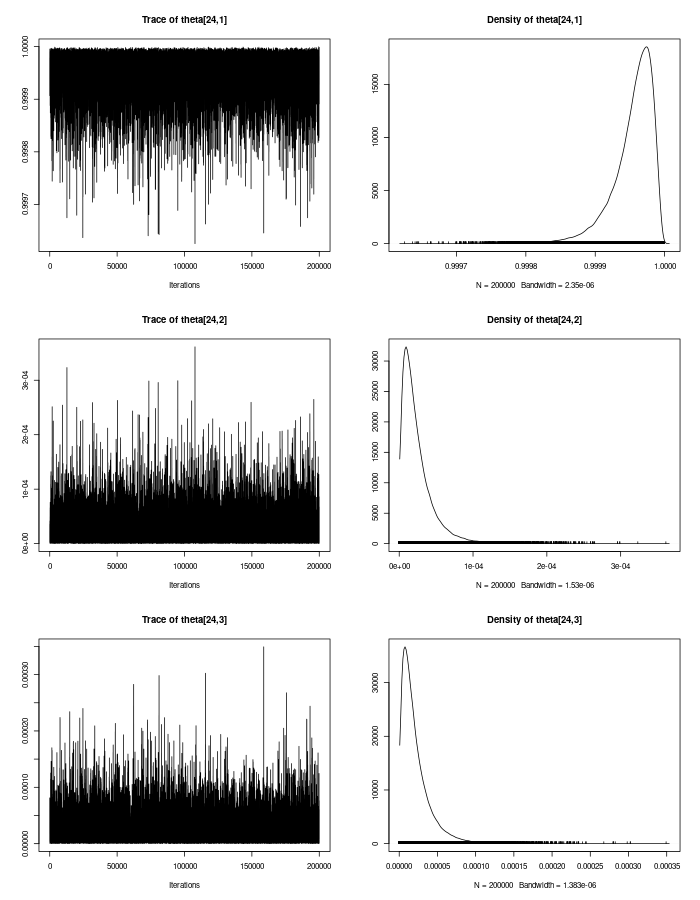 Trace of theta[24,1]
1.0000
0.9999
0.9998
0.9997
0 50000 100000 150000 200000
Iterations
Density of theta[24,1]
15000
10000
5000
0
0.9997 0.9998 0.9999 1.0000
N = 200000 Bandwidth = 2.35e-06
Trace of theta[24,2]
3e-04
2e-04
1e-04
0e+00
0 50000 100000 150000 200000
Iterations
Density of theta[24,2]
30000
25000
20000
15000
10000
5000
0
0e+00 1e-04 2e-04 3e-04
N = 200000 Bandwidth = 1.53e-06
Trace of theta[24,3]
0.00030
0.00020
0.00010
0.00000
0 50000 100000 150000 200000
Iterations
Density of theta[24,3]
30000
20000
10000
0
0.00000 0.00005 0.00010 0.00015 0.00020 0.00025 0.00030 0.00035
N = 200000 Bandwidth = 1.383e-06